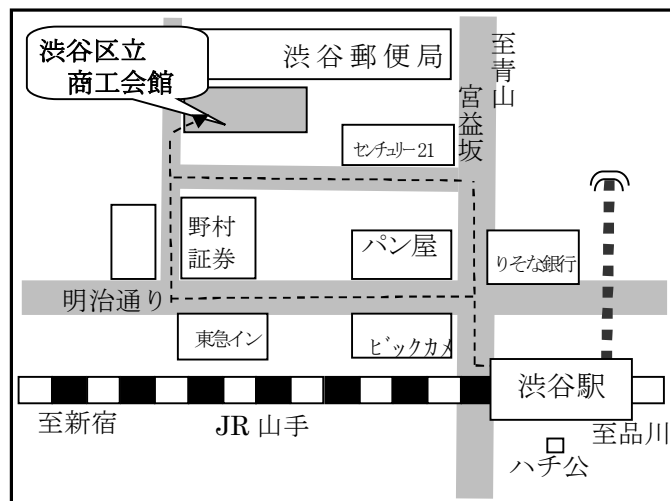 渋谷区立
商工会館
渋谷郵便局
至青山
宮益坂
センチュリー21
野村
証券
パン屋
りそな銀行
明治通り
東急イン
ビックカメ
渋谷駅
至新宿
JR山手
至品川
ハチ公